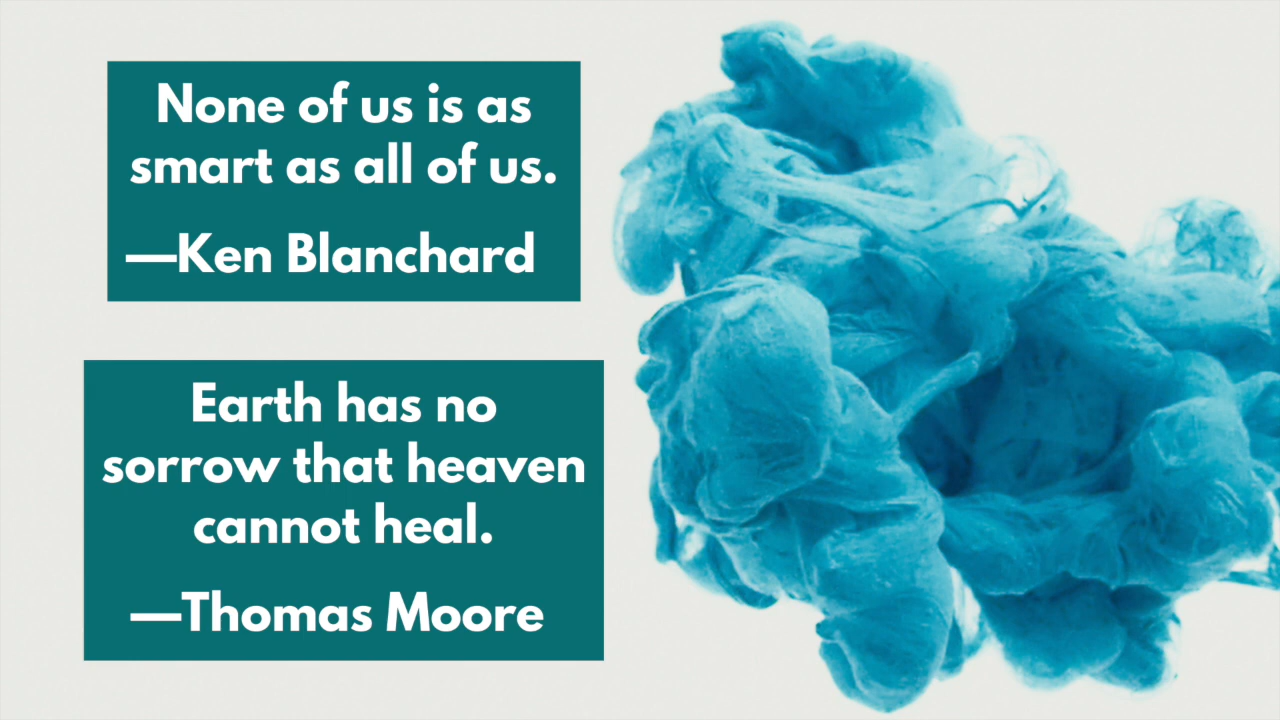 None of us is as
smart as all of us.
—Ken Blanchard
Earth has no
sorrow that heaven
cannot heal.
—Thomas Moore